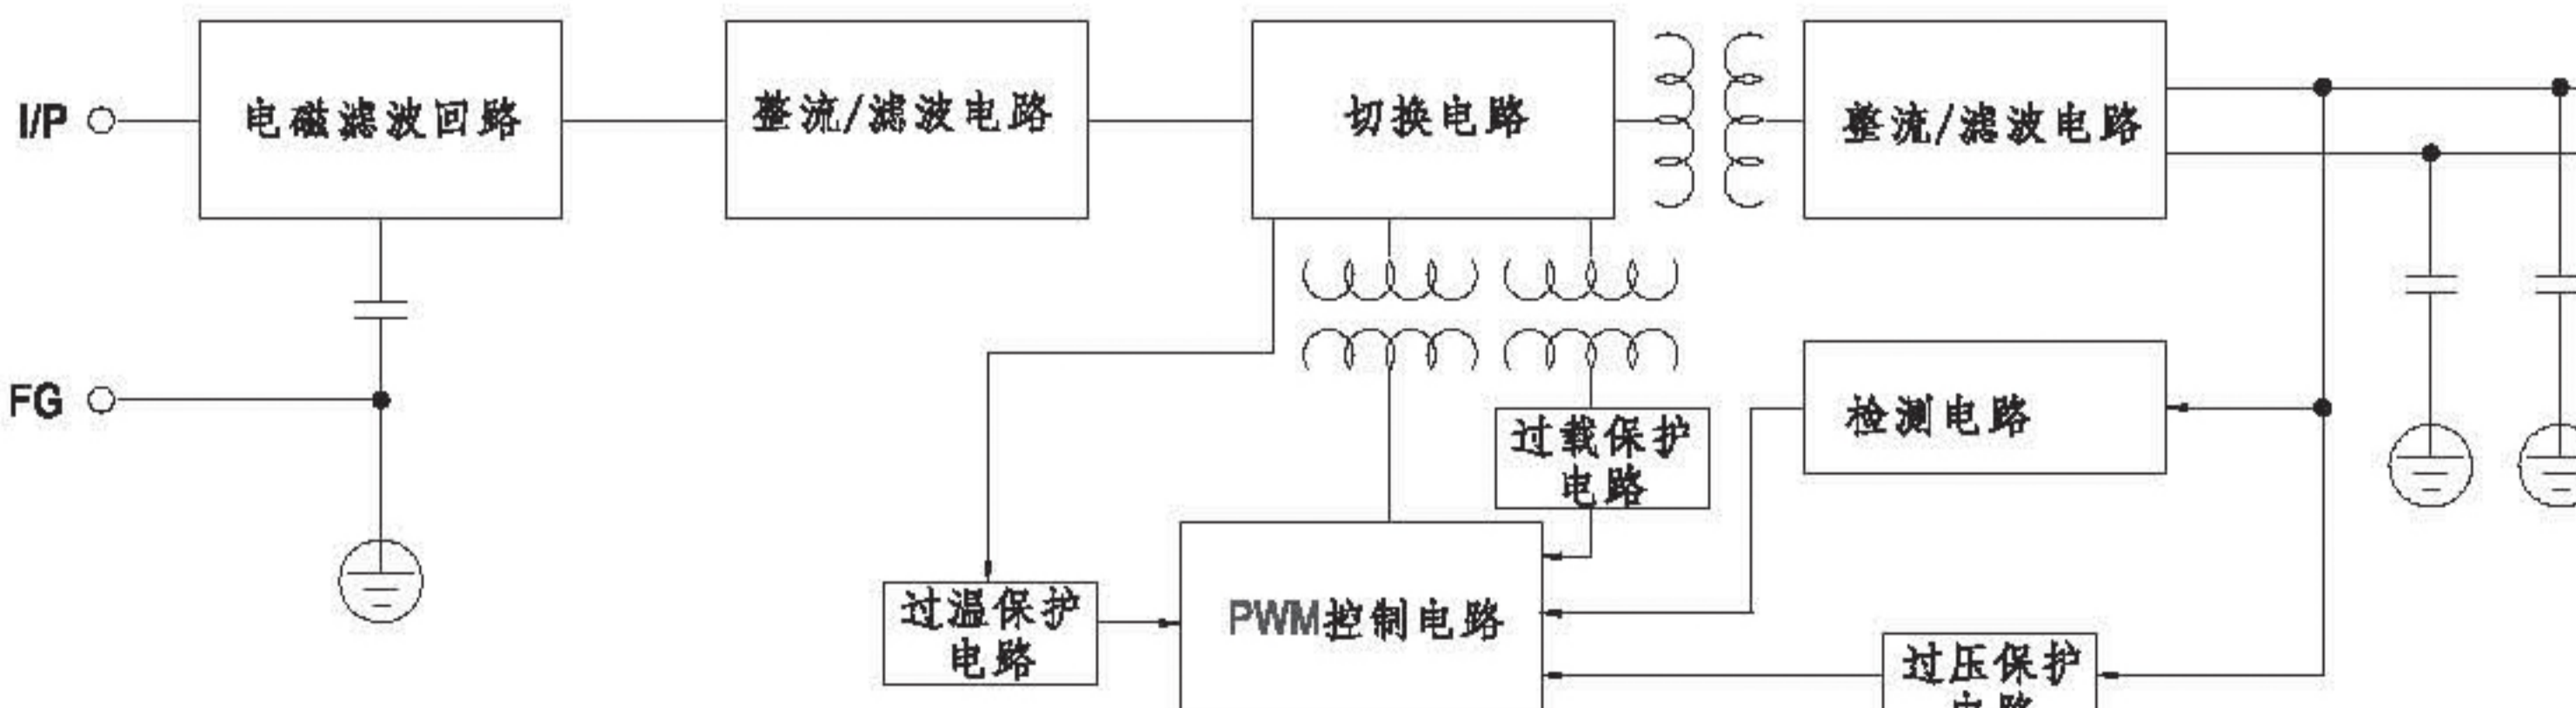 I/P
电磁滤波回路
整流/滤波电路
切换电路
整流/滤波电路
FG
过载保护
电路
检测电路
过温保护
电路
PWM控制电路
过压保护
电路